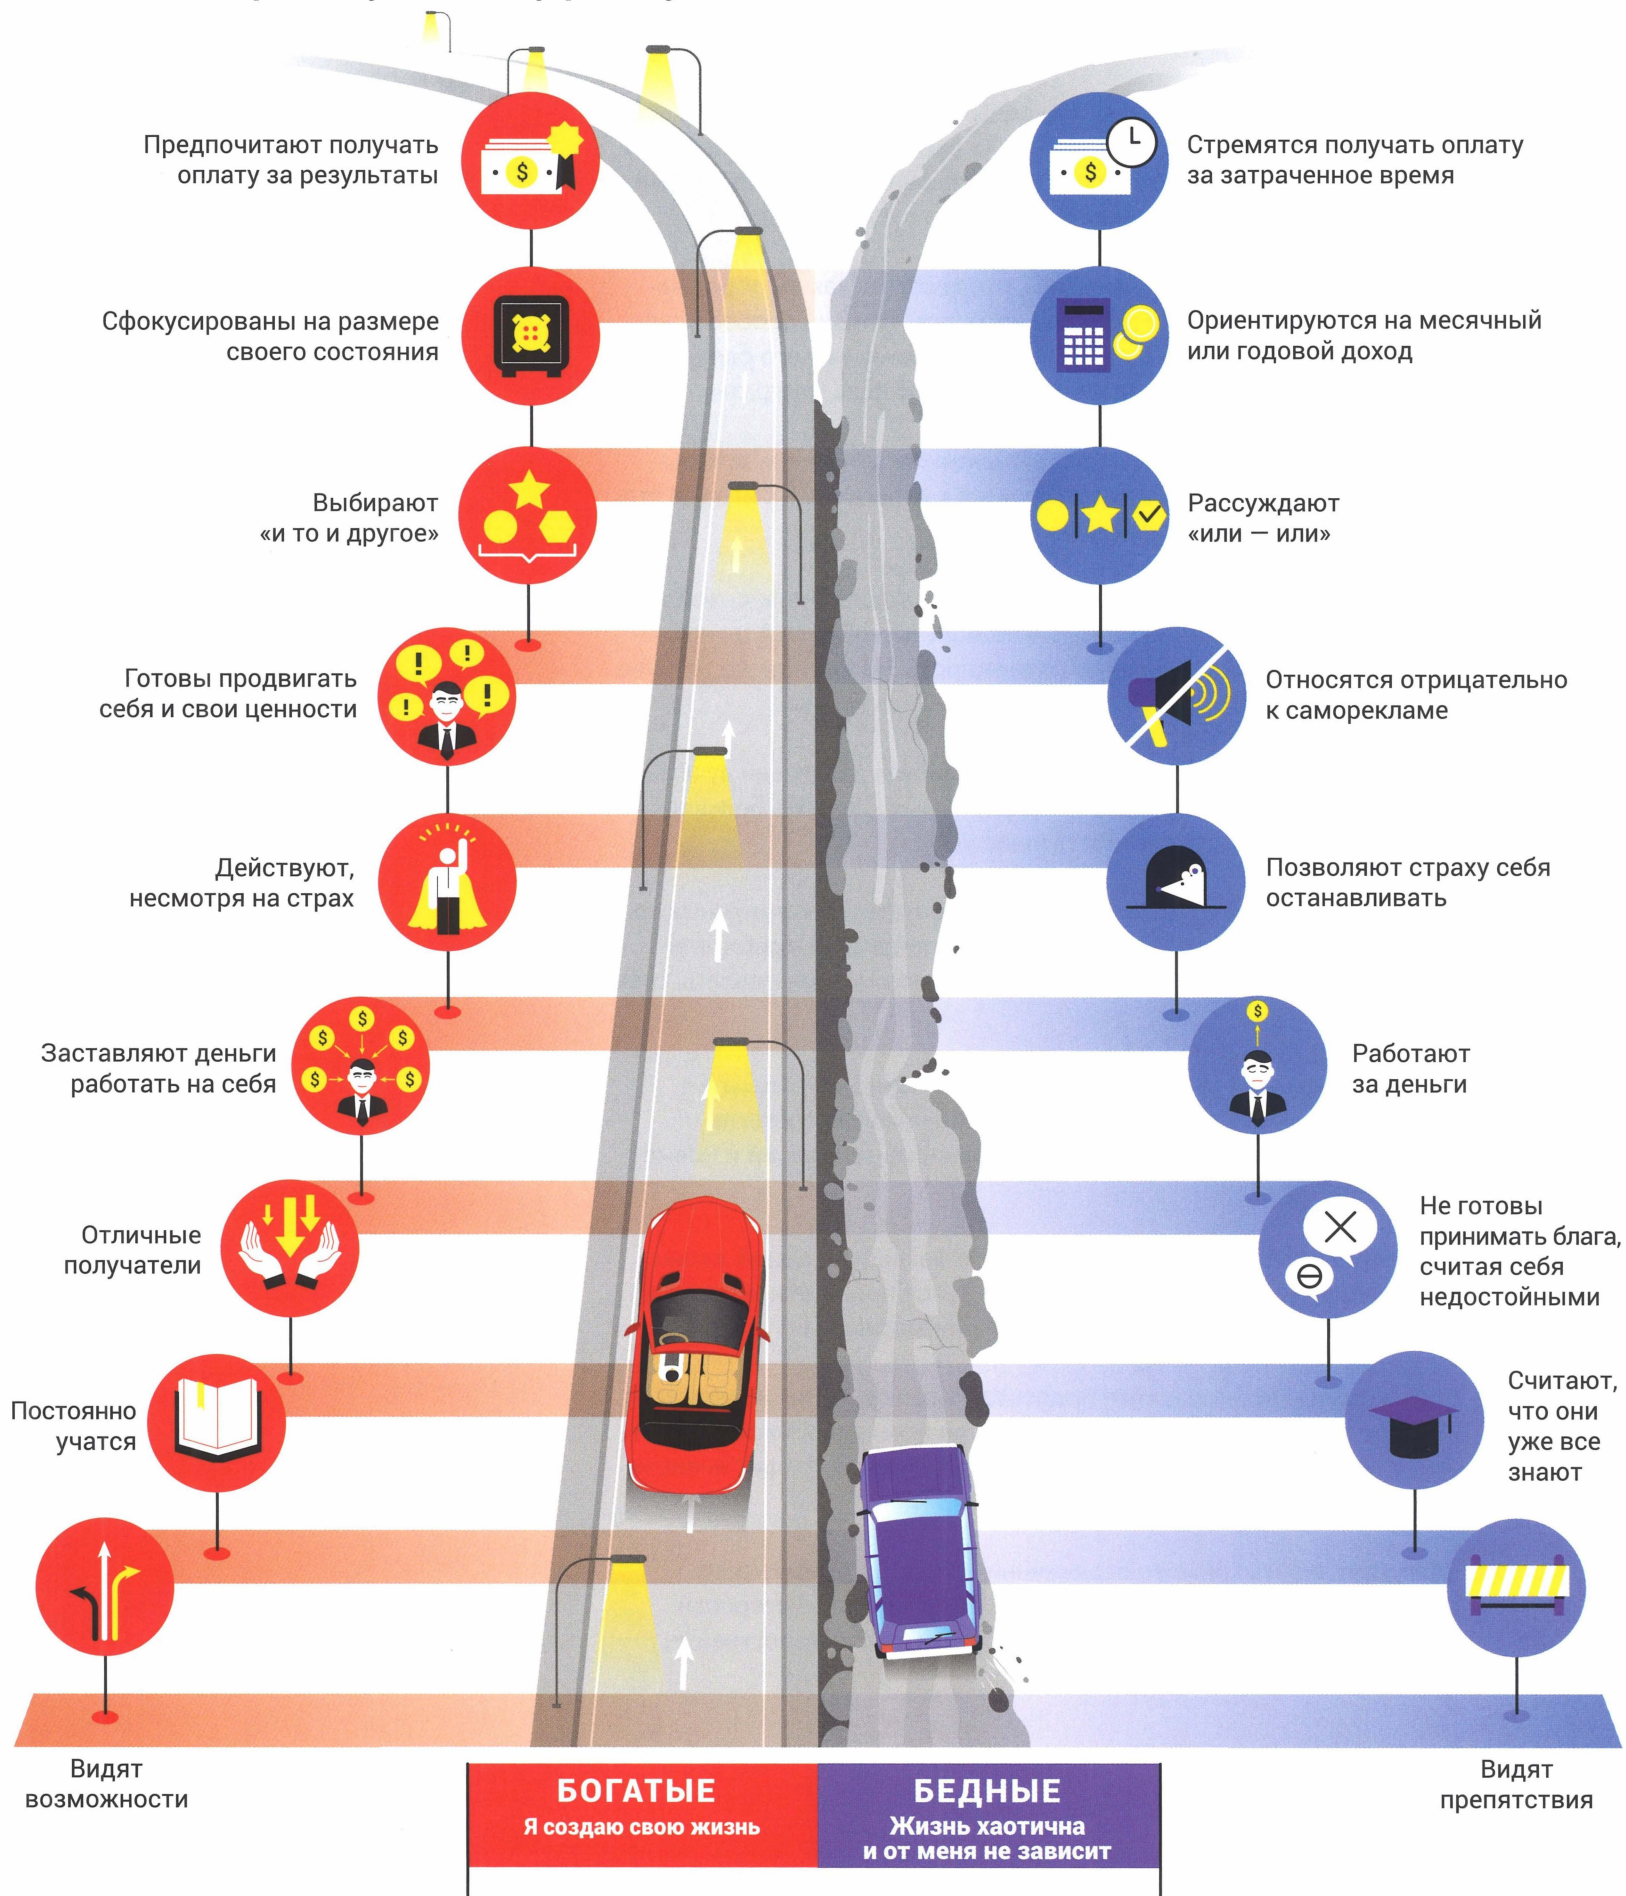 Предпочитают получать
оплату за результаты
Стремятся получать оплату
за затраченное время
Сфокусированы на размере
своего состояния
Ориентируются на месячный
или годовой доход
Выбирают
«и то и другое»
Рассуждают
«или — или»
Готовы продвигать
себя и свои ценности
Относятся отрицательно
к саморекламе
Действуют,
несмотря на страх
Позволяют страху себя
останавливать
Заставляют деньги
работать на себя
Работают
за деньги
Отличные
получатели
Не готовы
принимать блага,
считая себя
недостойными
Постоянно
учатся
Считают,
что они
уже все
знают
Видят
возможности
Видят
препятствия
БОГАТЫЕ
Я создаю свою жизнь
БЕДНЫЕ
Жизнь хаотична
и от меня не зависит